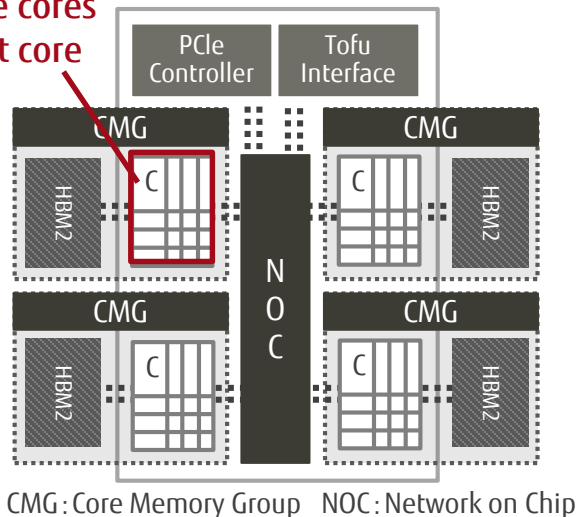 cores
t core
PCIe
Controller
Tofu
Interface
CMG
CMG
HBM2
C
C
HBM2
N
O
C
CMG
CMG
HBM2
C
C
HBM2
CMG: Core Memory Group NOC: Network on Chip